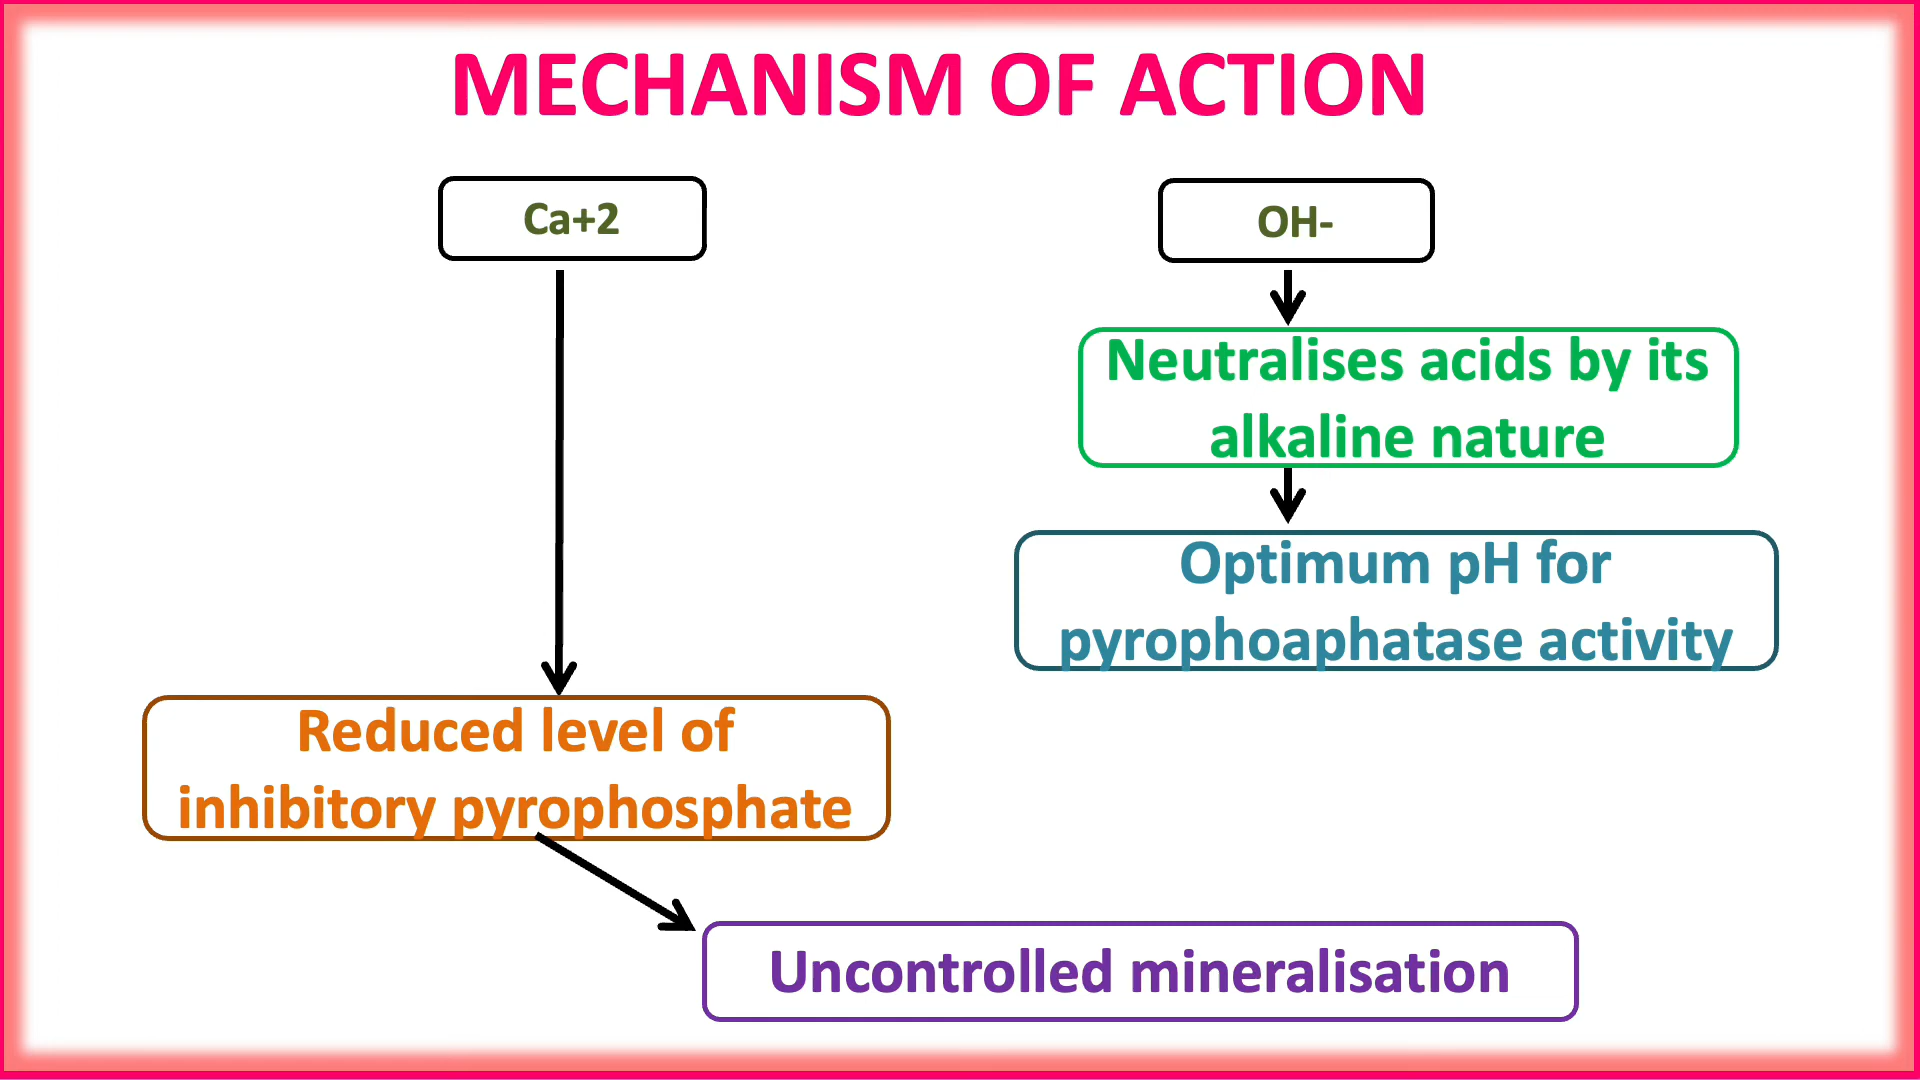 MECHANISM OF ACTION
Ca+2
OH-
Neutralises acids by its
alkaline nature
Optimum pH for
pyrophoaphatase activity
Reduced level of
inhibitory pyrophosphate
Uncontrolled mineralisation